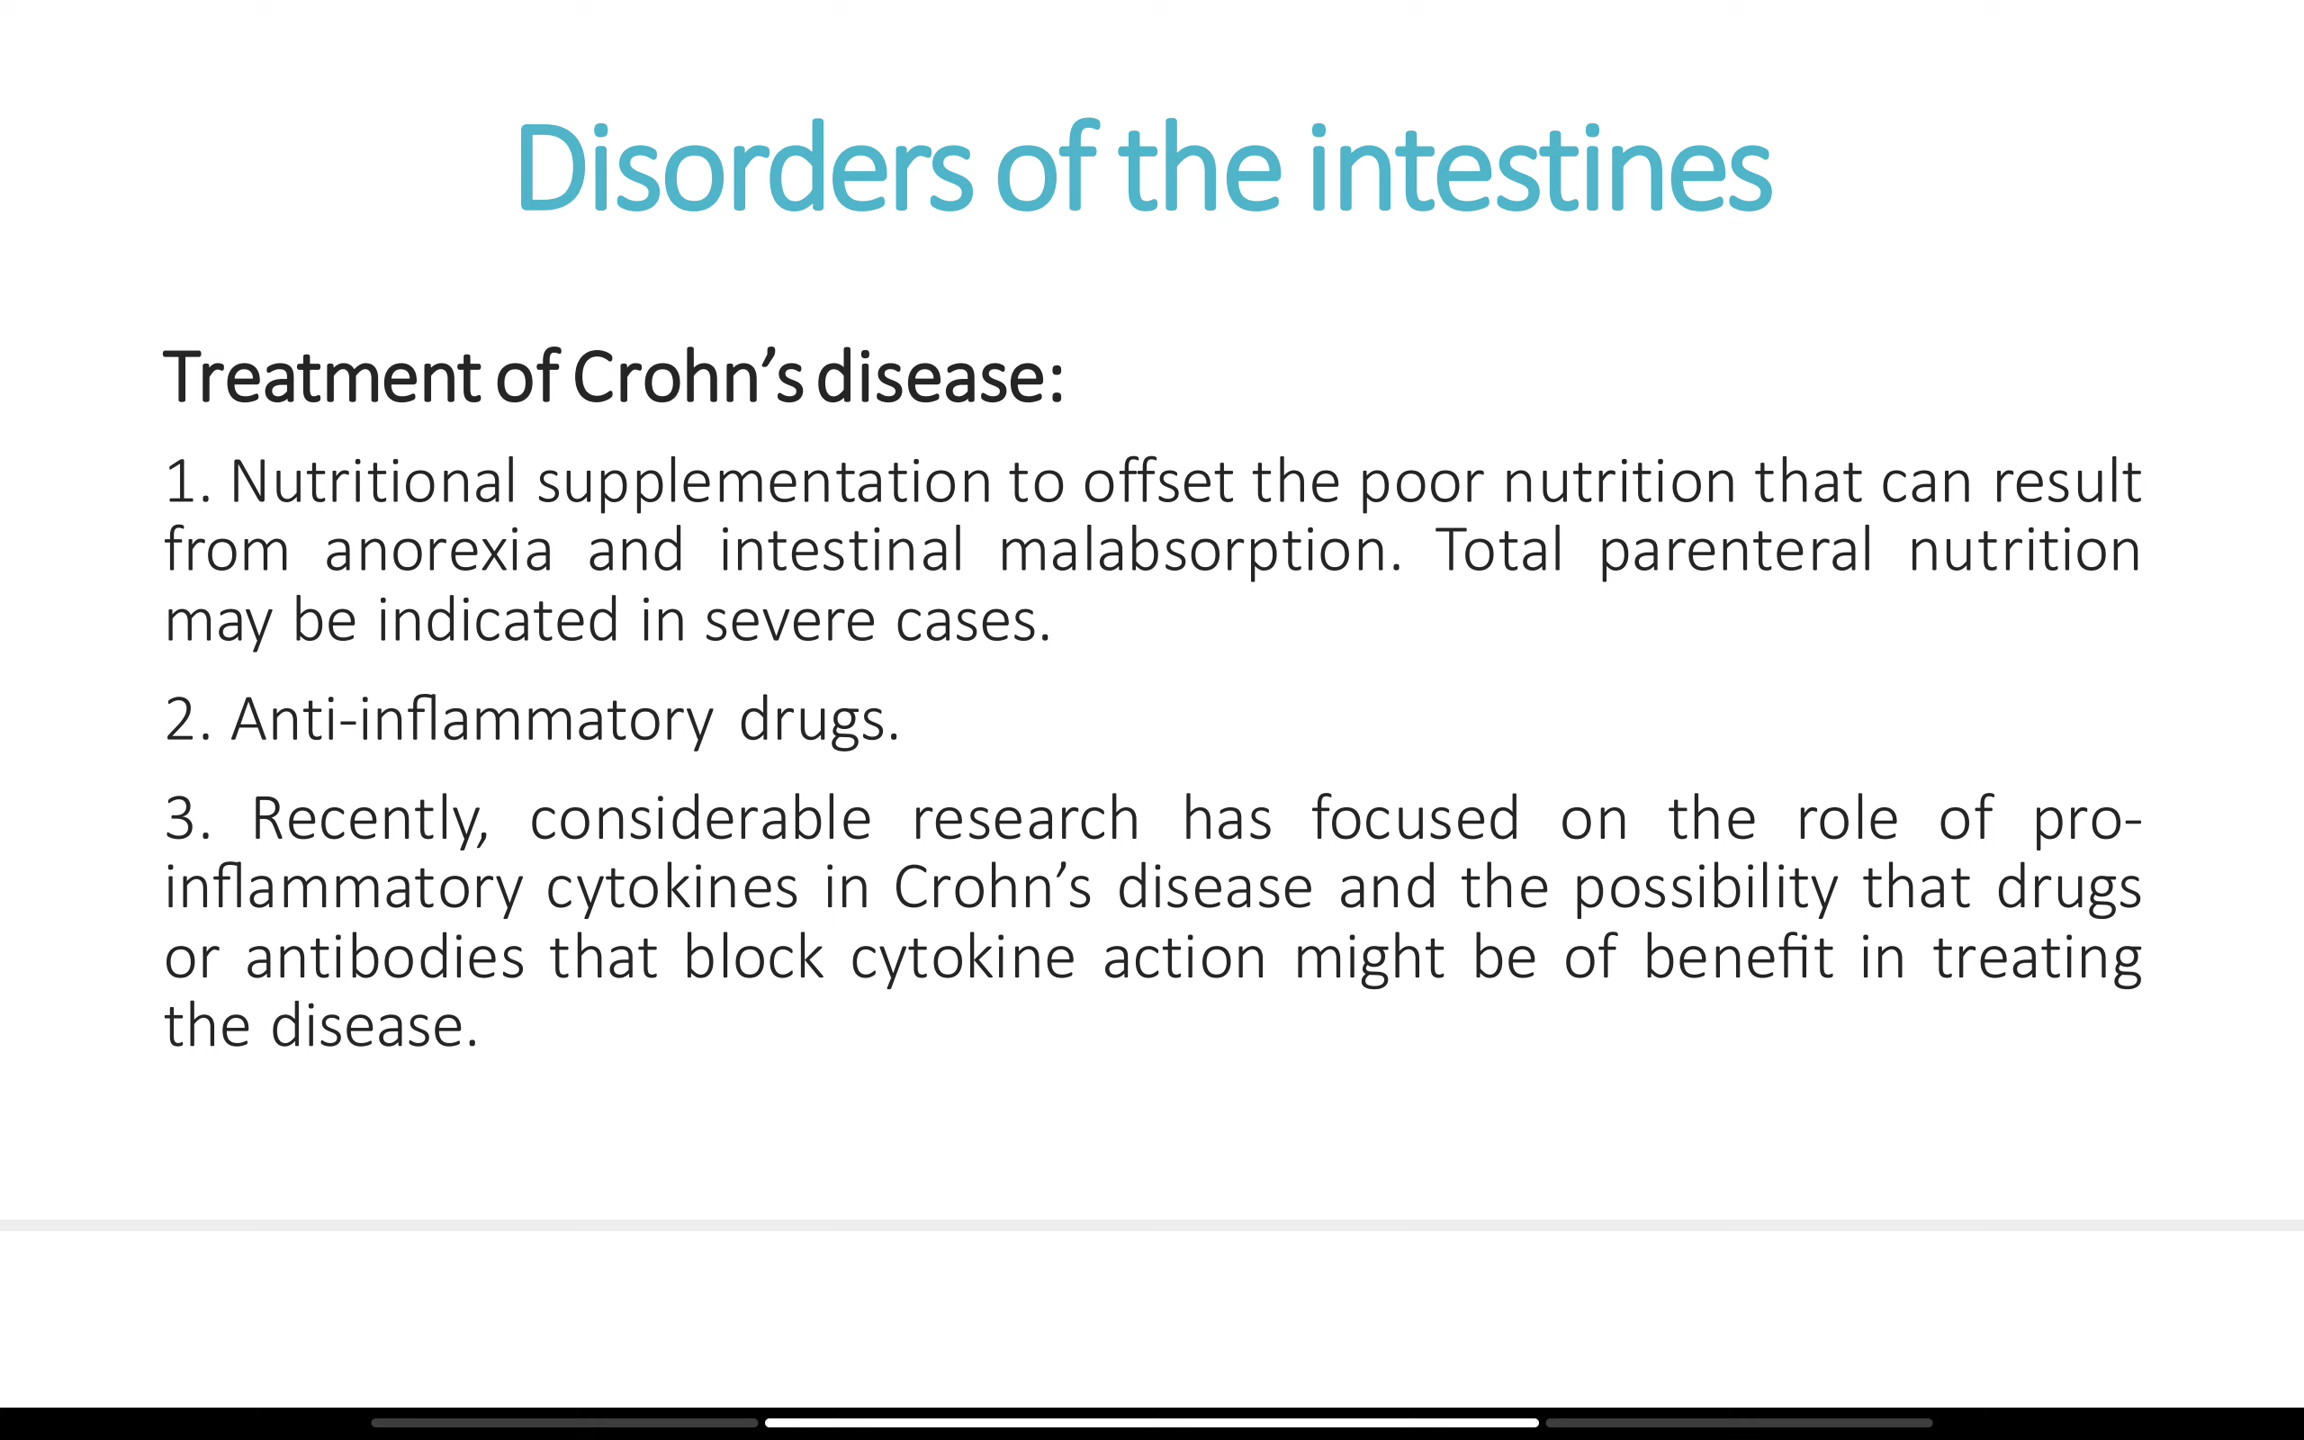 Disorders of the intestines
Treatment of Crohn’s disease:
1. Nutritional supplementation to offset the poor nutrition that can result
from anorexia and intestinal malabsorption. Total parenteral nutrition
may be indicated in severe cases.
2. Anti-inflammatory drugs.
3. Recently, considerable research has focused on the role of pro-
inflammatory cytokines in Crohn’s disease and the possibility that drugs
or antibodies that block cytokine action might be of benefit in treating
the disease.